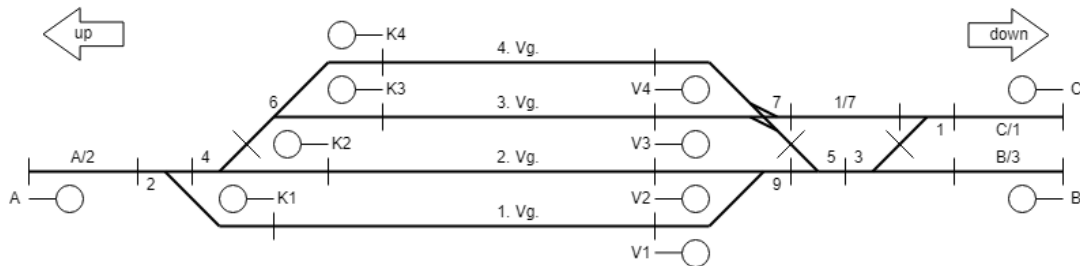 up
down
K4
4. Vg.
K3
V4
C
6
3. Vg.
7
1/7
1
C/1
K2
V3
A/2
4
2. Vg.
5
3
B/3
A
2
K1
1. Vg.
V2
9
B
V1